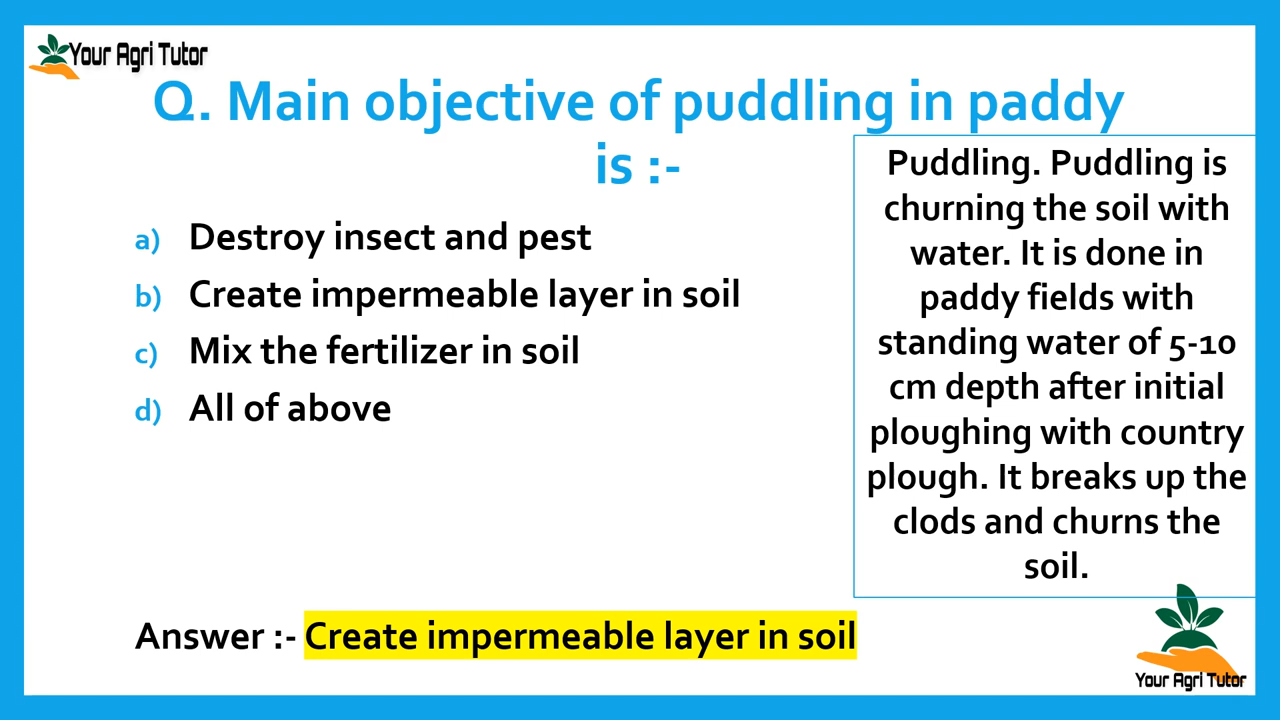 Your Agri Tutor
Q. Main objective of puddling in paddy
is :-
a) Destroy insect and pest
b) Create impermeable layer in soil
c) Mix the fertilizer in soil
d) All of above
Puddling. Puddling is
churning the soil with
water. It is done in
paddy fields with
standing water of 5-10
cm depth after initial
ploughing with country
plough. It breaks up the
clods and churns the
soil.
Answer :- Create impermeable layer in soil
Your Agri Tutor